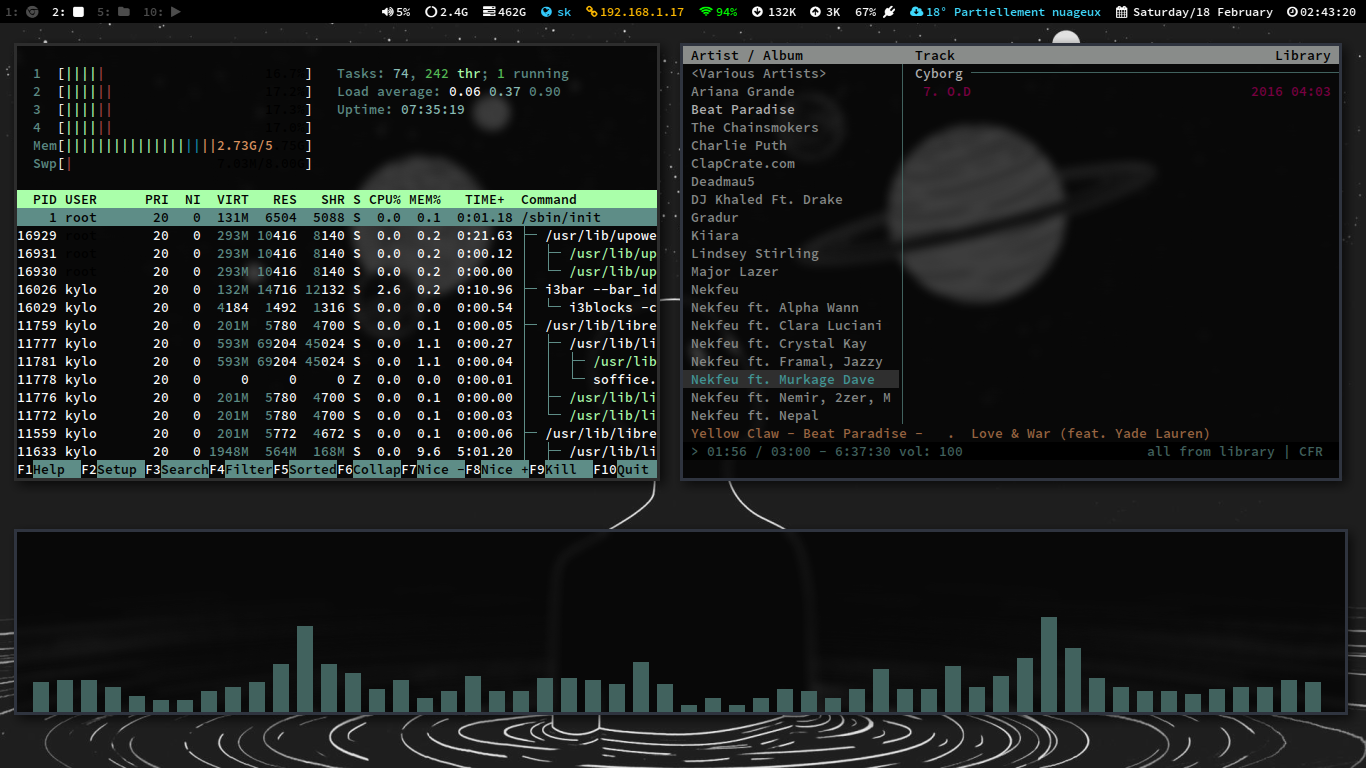 1: 2: 5: 10: 5% 2.4G 462G sk 192.168.1.17 94% 132K 3K 67% 18° Partiellement nuageux Saturday/18 February 02:43:20
1 [||||| ]
2 [|||||| ]
3 [|||||| ]
4 [|||||| ]
Mem[|||||||||||||||||||2.73G/5 ]
Swp[| ]
Tasks: 74, 242 thr; 1 running
Load average: 0.06 0.37 0.90
Uptime: 07:35:19
PID USER PRI NI VIRT RES SHR S CPU% MEM% TIME+ Command
1 root 20 0 131M 6504 5088 S 0.0 0.1 0:01.18 /sbin/init
16929 root 20 0 293M 10416 8140 S 0.0 0.2 0:21.63 ├─ /usr/lib/upowe
16931 root 20 0 293M 10416 8140 S 0.0 0.2 0:00.12 │ ├─ /usr/lib/up
16930 root 20 0 293M 10416 8140 S 0.0 0.2 0:00.00 │ └─ /usr/lib/up
16026 kylo 20 0 132M 14716 12132 S 2.6 0.2 0:10.96 ├─ i3bar --bar_id
16029 kylo 20 0 4184 1492 1316 S 0.0 0.0 0:00.54 │ └─ i3blocks -c
11759 kylo 20 0 201M 5780 4700 S 0.0 0.1 0:00.05 ├─ /usr/lib/libre
11777 kylo 20 0 593M 69204 45024 S 0.0 1.1 0:00.27 │ ├─ /usr/lib/li
11781 kylo 20 0 593M 69204 45024 S 0.0 1.1 0:00.04 │ │ ├─ /usr/lib
11778 kylo 20 0 0 0 0 Z 0.0 0.0 0:00.01 │ │ └─ soffice.
11776 kylo 20 0 201M 5780 4700 S 0.0 0.1 0:00.00 │ ├─ /usr/lib/li
11772 kylo 20 0 201M 5780 4700 S 0.0 0.1 0:00.03 │ └─ /usr/lib/li
11559 kylo 20 0 201M 5772 4672 S 0.0 0.1 0:00.06 ├─ /usr/lib/libre
11633 kylo 20 0 1948M 564M 168M S 0.0 9.6 5:01.20 │ ├─ /usr/lib/li
F1Help F2Setup F3SearchF4FilterF5SortedF6CollapF7Nice -F8Nice +F9Kill F10Quit
Artist / Album Track Library
<Various Artists>
Ariana Grande
Beat Paradise
The Chainsmokers
Charlie Puth
ClapCrate.com
Deadmau5
DJ Khaled Ft. Drake
Gradur
Kiiara
Lindsey Stirling
Major Lazer
Nekfeu
Nekfeu ft. Alpha Wann
Nekfeu ft. Clara Luciani
Nekfeu ft. Crystal Kay
Nekfeu ft. Framal, Jazzy
Nekfeu ft. Murkage Dave
Nekfeu ft. Nemir, 2zer, M
Nekfeu ft. Nepal
Cyborg
7. O.D 2016 04:03
Yellow Claw - Beat Paradise - . Love & War (feat. Yade Lauren)
> 01:56 / 03:00 - 6:37:30 vol: 100 all from library | CFR